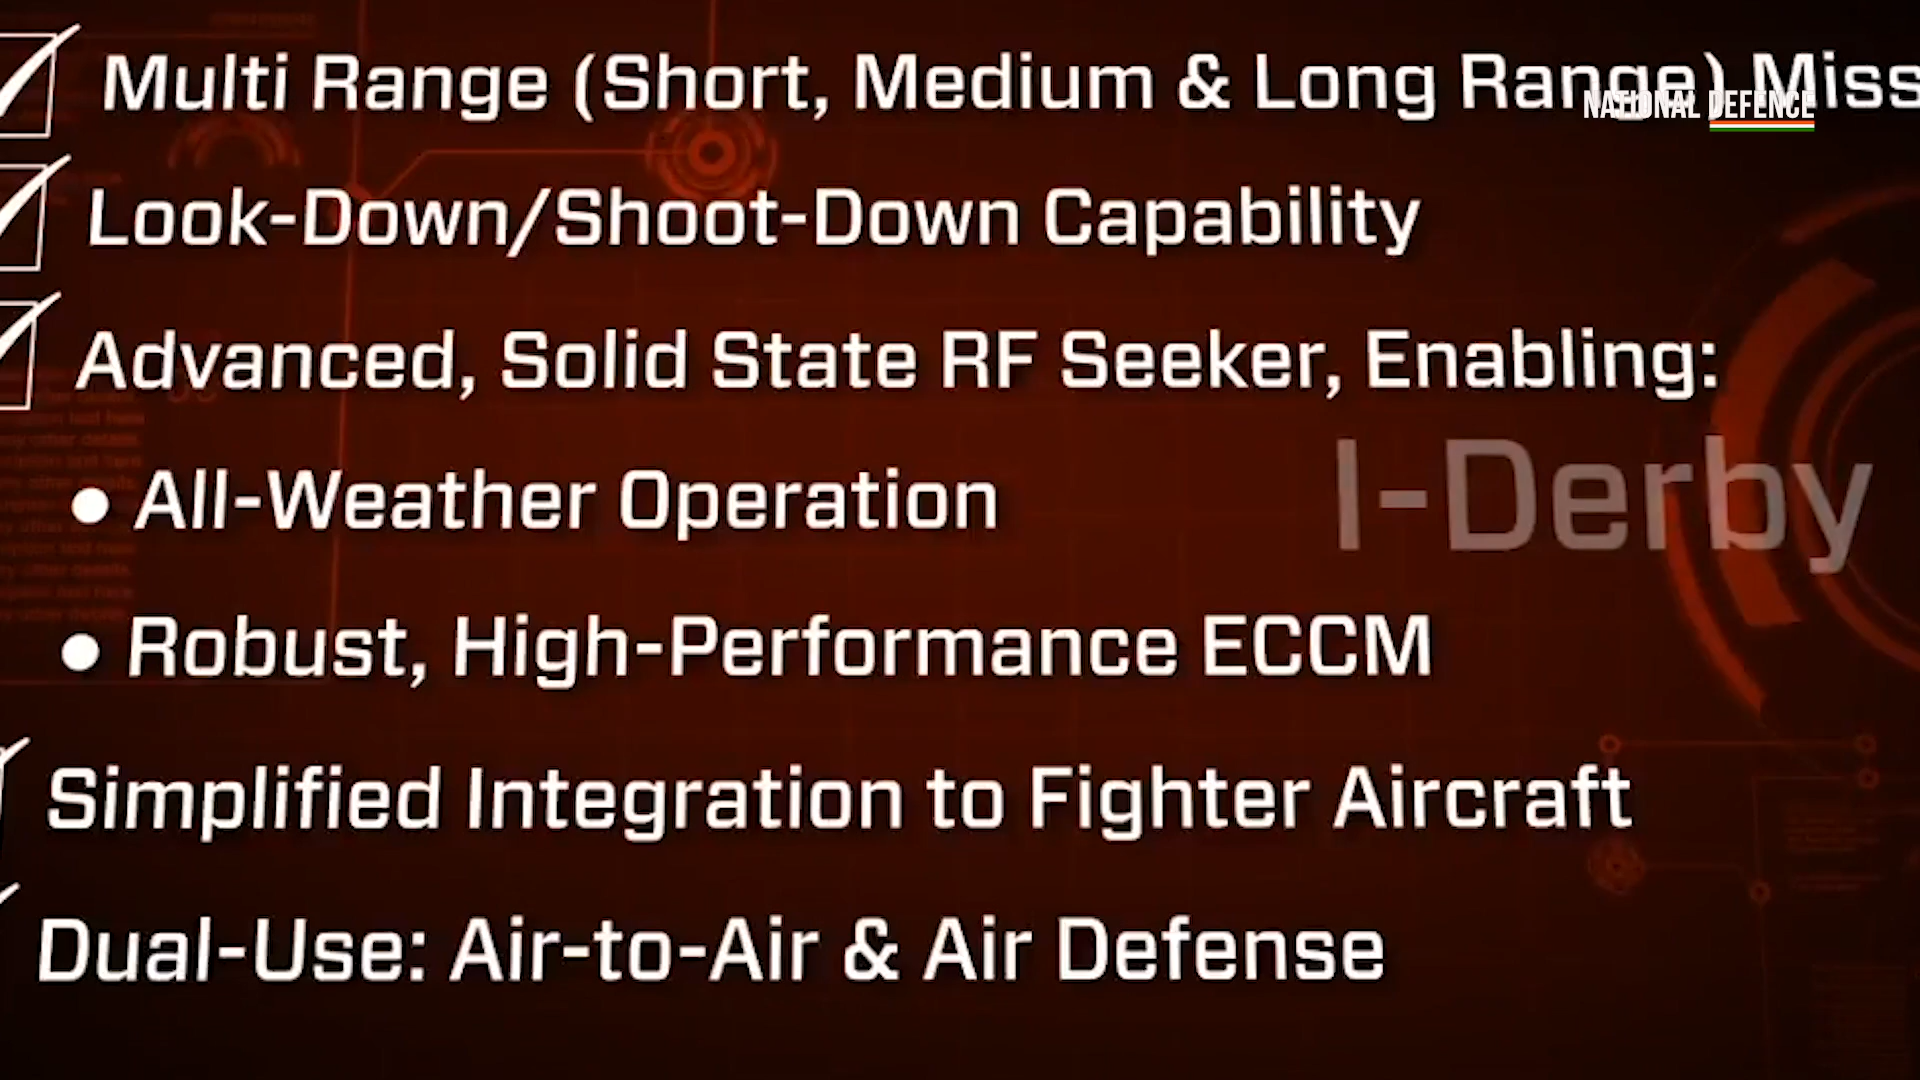 Multi Range (Short, Medium & Long Range) Miss
NATIONAL DEFENCE
Look-Down/Shoot-Down Capability
Advanced, Solid State RF Seeker, Enabling:
• All-Weather Operation
I-Derby
• Robust, High-Performance ECCM
Simplified Integration to Fighter Aircraft
Dual-Use: Air-to-Air & Air Defense